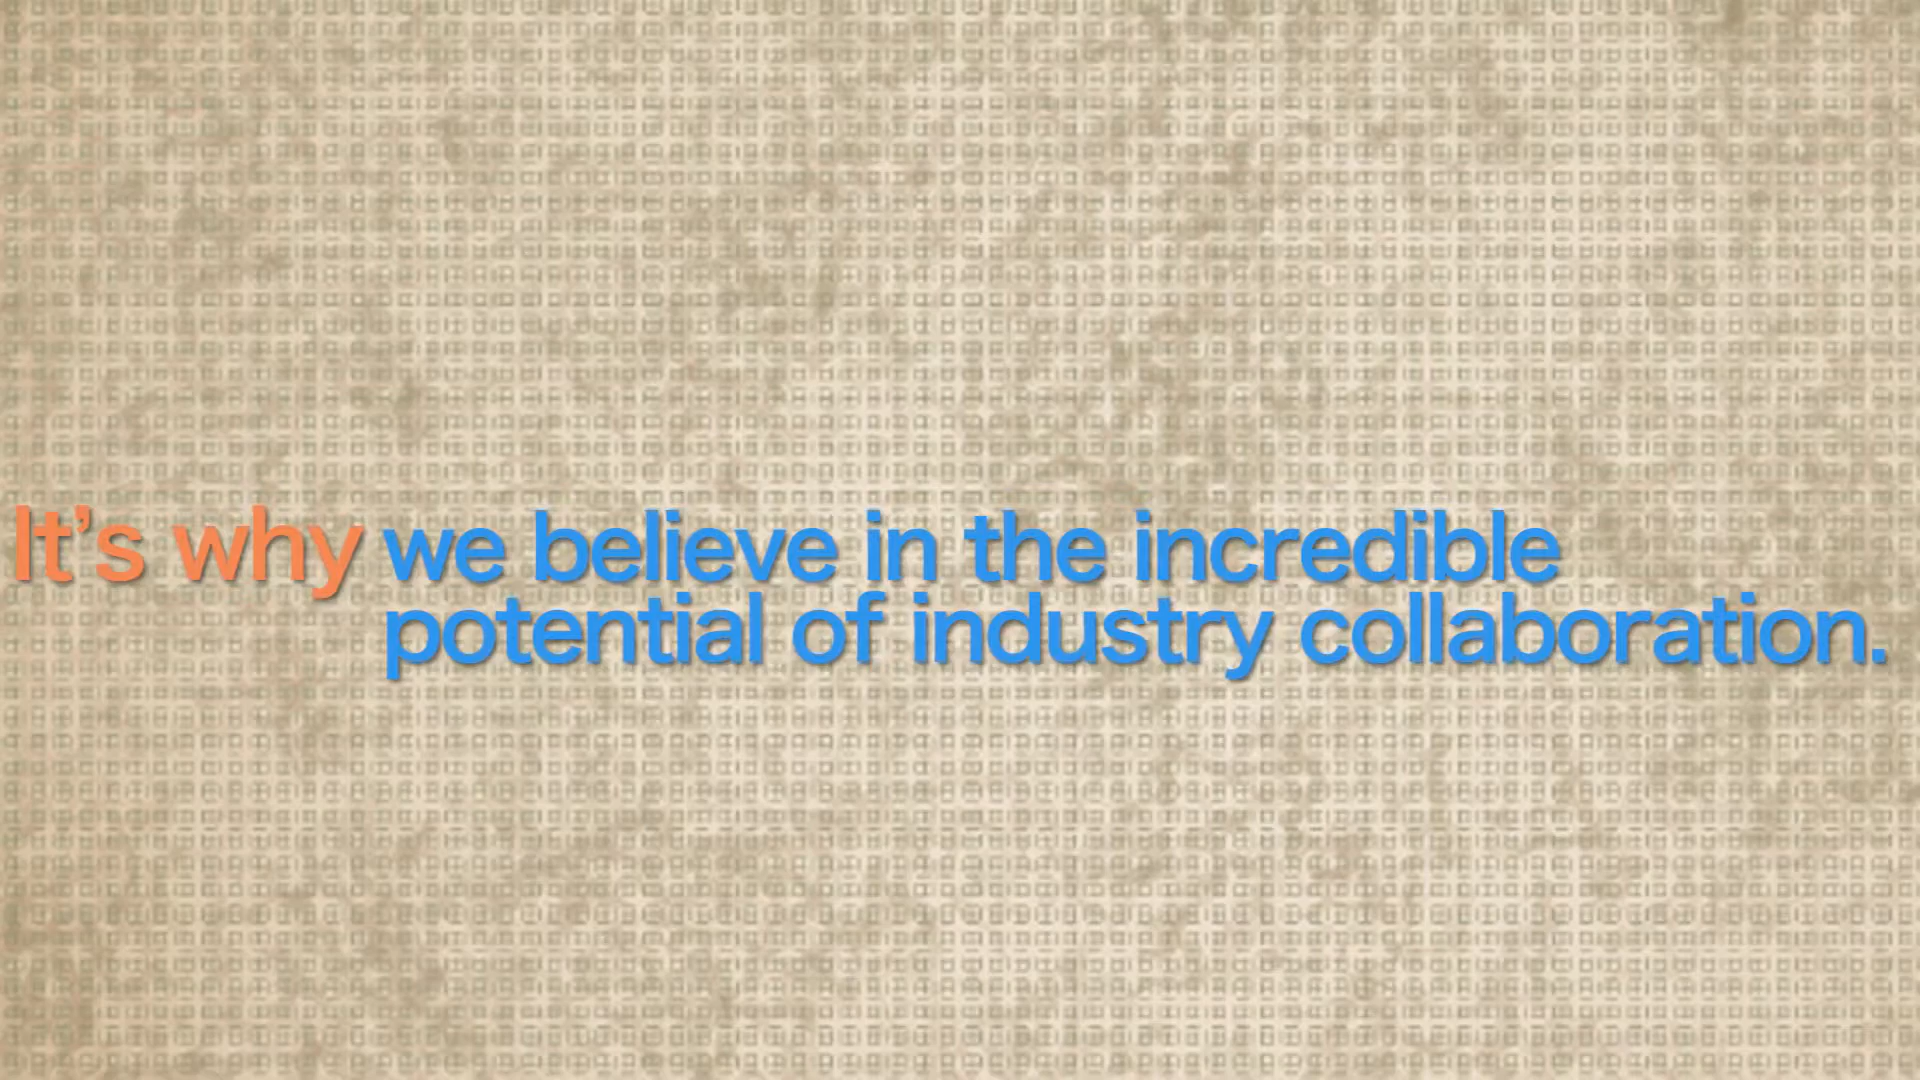 It’s why we believe in the incredible
potential of industry collaboration.